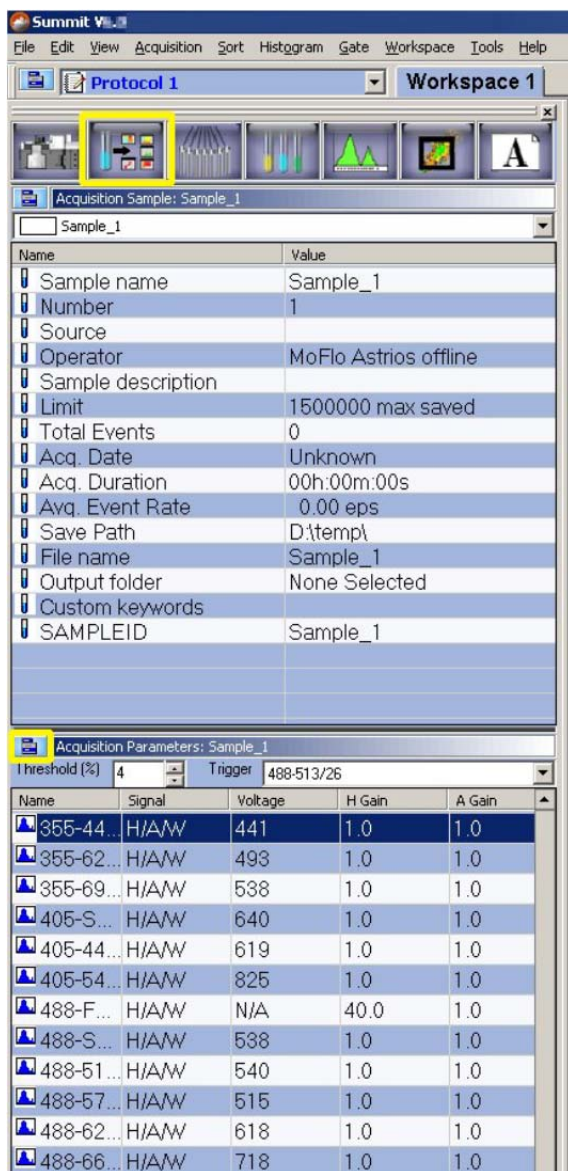 Summit
File Edit View Acquisition Sort Histogram Gate Workspace Tools Help
Protocol 1 Workspace 1
A
Acquisition Sample: Sample_1
Sample_1
Name Value
Sample name Sample_1
Number 1
Source
Operator MoFlo Astrios offline
Sample description
Limit 1500000 max saved
Total Events 0
Acq. Date Unknown
Acq. Duration 00h:00m:00s
Avq. Event Rate 0.00 eps
Save Path D:\temp\
File name Sample_1
Output folder None Selected
Custom keywords
SAMPLEID Sample_1
Acquisition Parameters: Sample_1
Threshold (%) 4 Trigger 488-513/26
Name Signal Voltage H Gain A Gain
355-44... H/A/W 441 1.0 1.0
355-62... H/A/W 493 1.0 1.0
355-69... H/A/W 538 1.0 1.0
405-S... H/A/W 640 1.0 1.0
405-44... H/A/W 619 1.0 1.0
405-54... H/A/W 825 1.0 1.0
488-F... H/A/W N/A 40.0 1.0
488-S... H/A/W 538 1.0 1.0
488-51... H/A/W 540 1.0 1.0
488-57... H/A/W 515 1.0 1.0
488-62... H/A/W 618 1.0 1.0
488-66... H/A/W 718 1.0 1.0